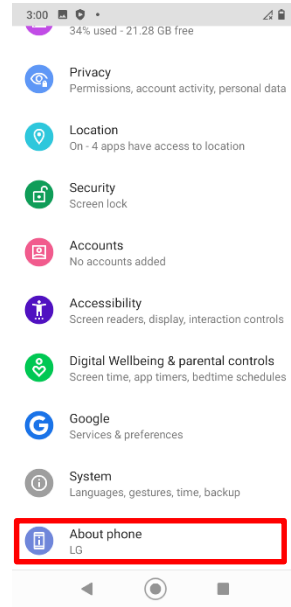 3:00
34% used - 21.28 GB free
Privacy
Permissions, account activity, personal data
Location
On - 4 apps have access to location
Security
Screen lock
Accounts
No accounts added
Accessibility
Screen readers, display, interaction controls
Digital Wellbeing & parental controls
Screen time, app timers, bedtime schedules
Google
Services & preferences
System
Languages, gestures, time, backup
About phone
LG